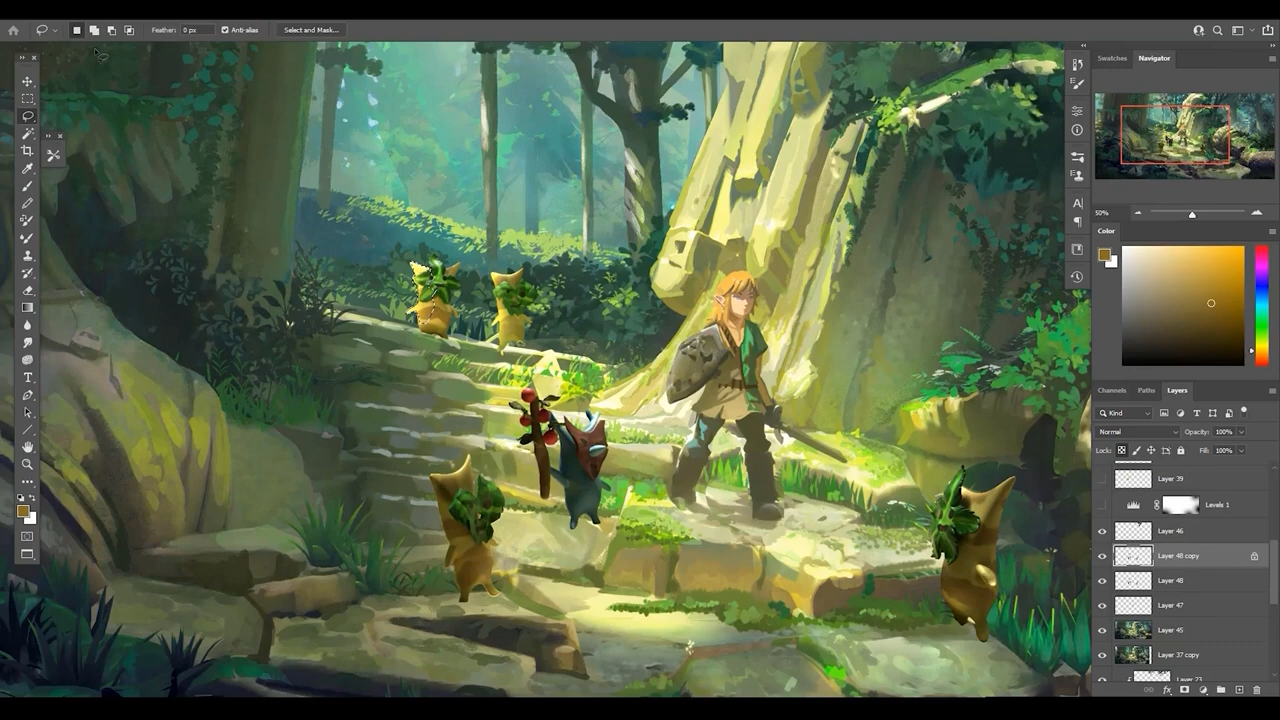 Feather: 0 px Anti-alias Select and Mask...
Swatches Navigator
50%
Color
Channels Paths Layers
Kind
Normal Opacity: 100%
Lock: Fill: 100%
Layer 39
Levels 1
Layer 46
Layer 48 copy
Layer 48
Layer 47
Layer 45
Layer 37 copy
Layer 23